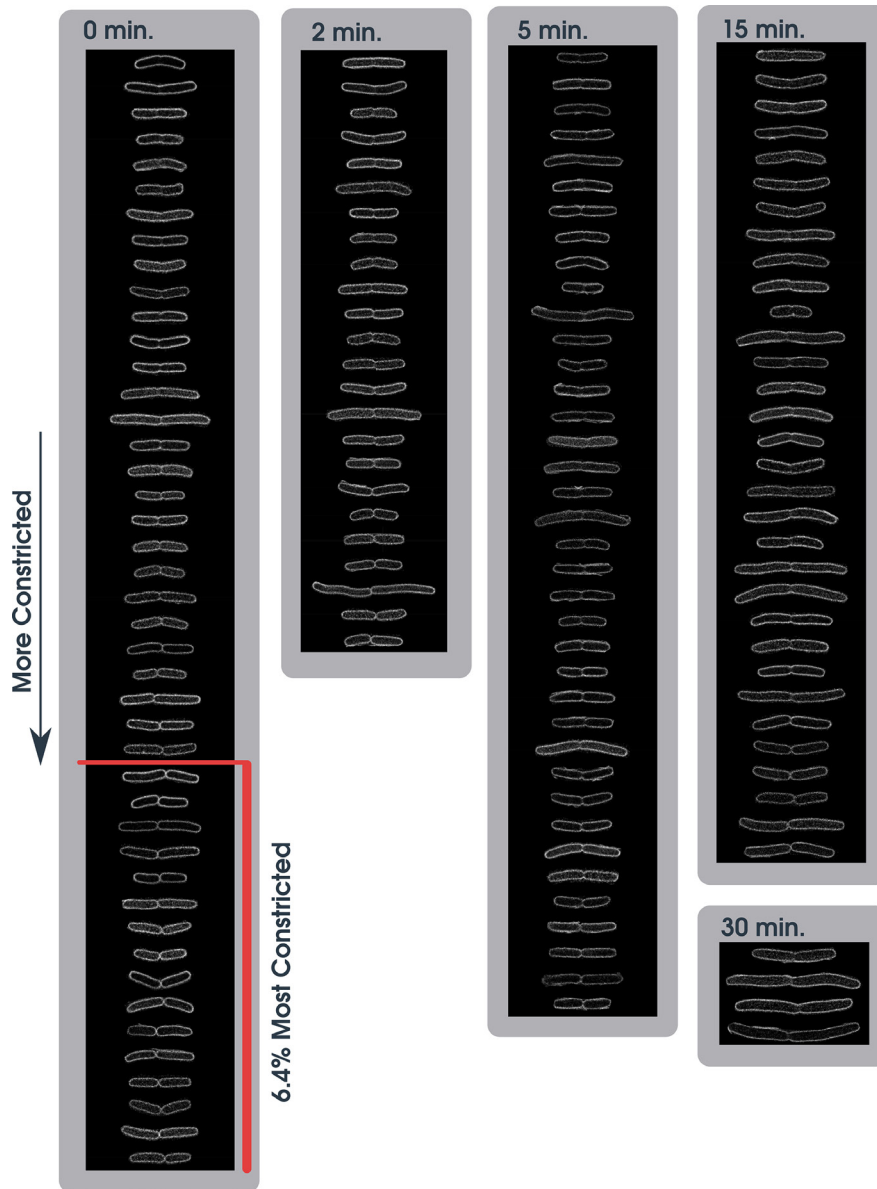 0 min.
2 min.
5 min.
15 min.
More Constricted
6.4% Most Constricted
30 min.